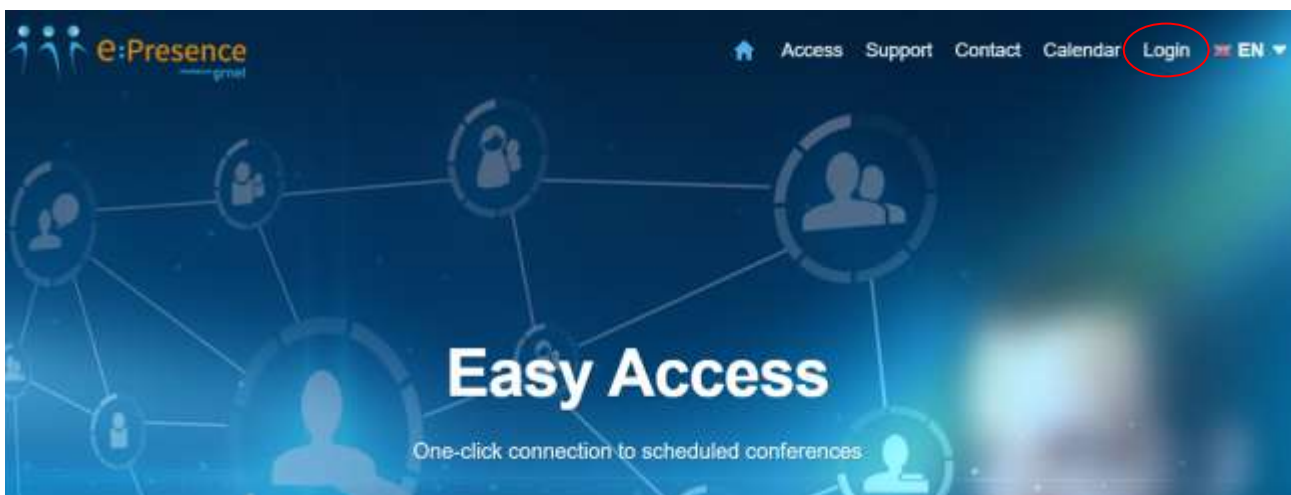 e:Presence
grnet
Access Support Contact Calendar Login EN
Easy Access
One-click connection to scheduled conferences